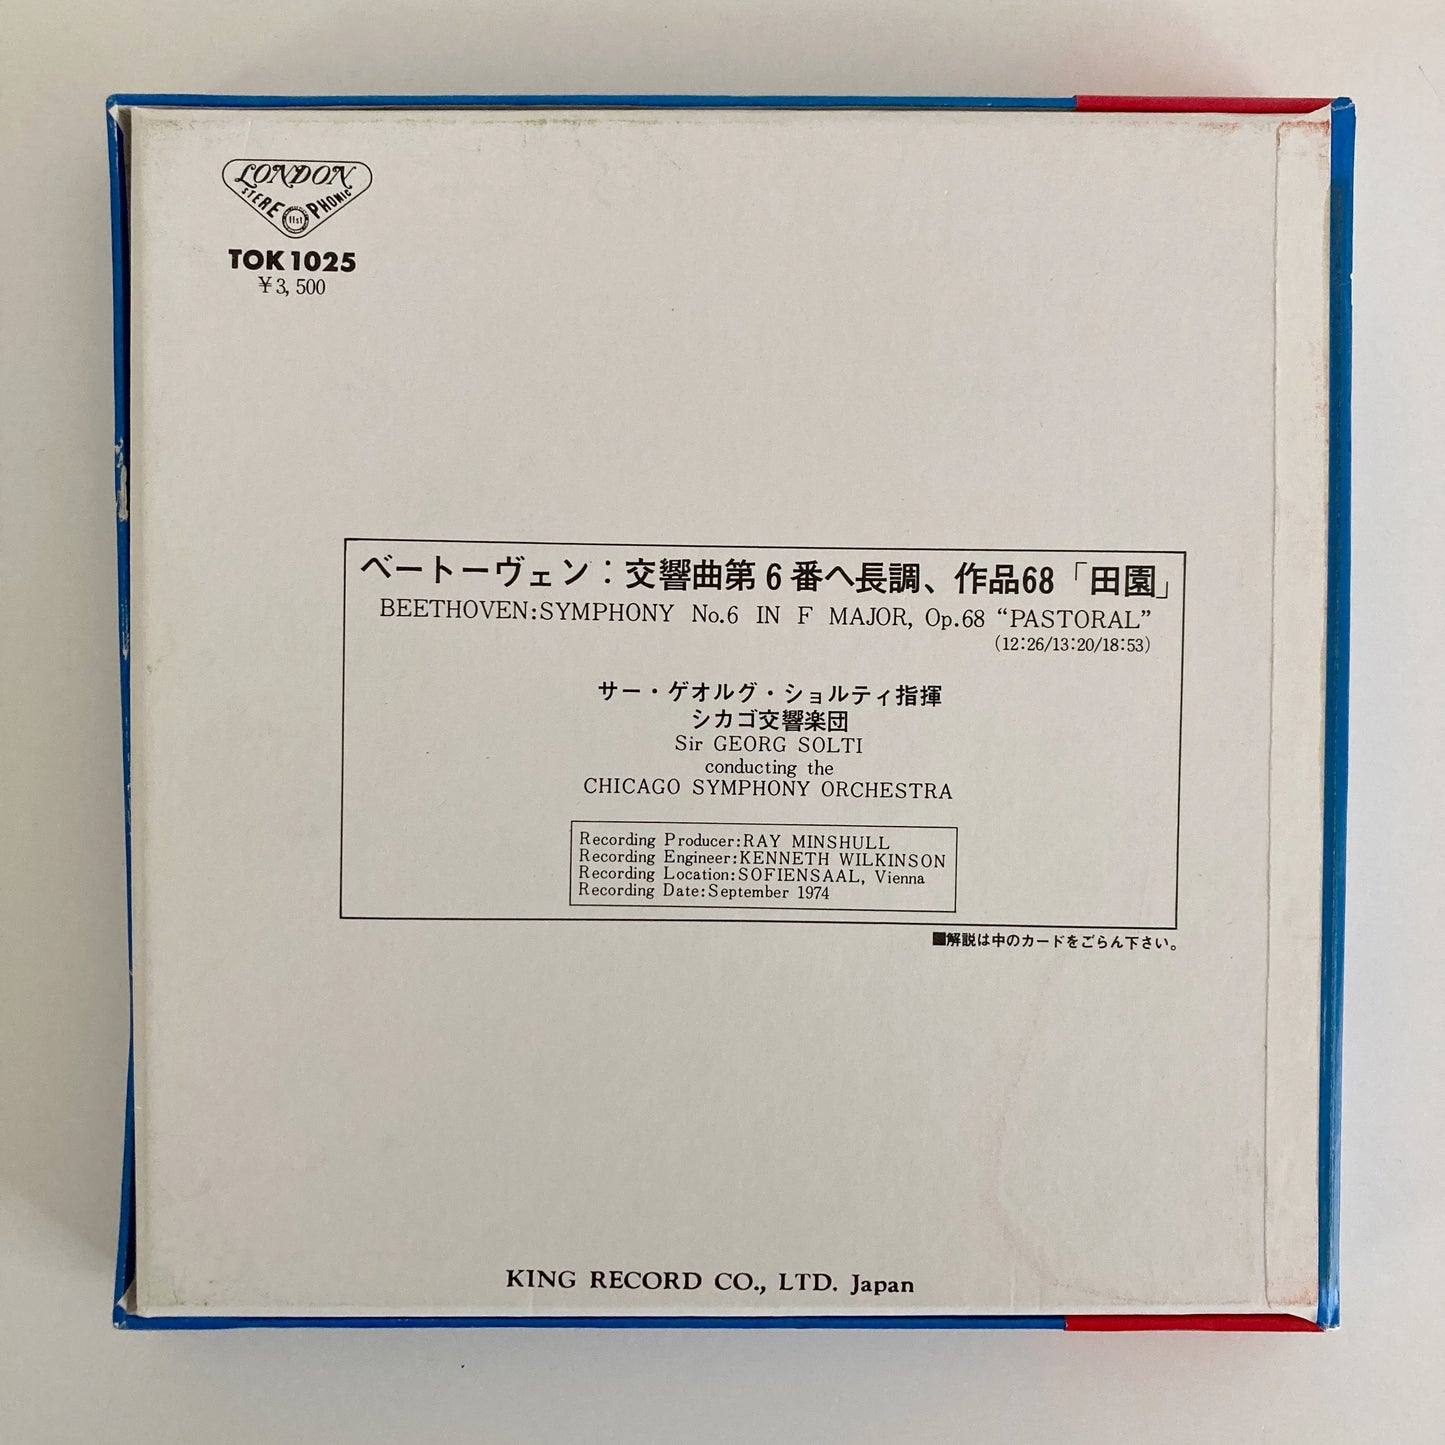 LONDON
STEREOPHONIC
TOK 1025
¥3,500
ベートーヴェン：交響曲第6番ヘ長調、作品68「田園」
BEETHOVEN:SYMPHONY No.6 IN F MAJOR, Op.68 “PASTORAL”
(12:26/13:20/18:53)
サー・ゲオルグ・ショルティ指揮
シカゴ交響楽団
Sir GEORG SOLTI
conducting the
CHICAGO SYMPHONY ORCHESTRA
Recording Producer:RAY MINSHULL
Recording Engineer:KENNETH WILKINSON
Recording Location:SOFIENSAAL, Vienna
Recording Date:September 1974
■解説は中のカードをごらん下さい。
KING RECORD CO., LTD. Japan